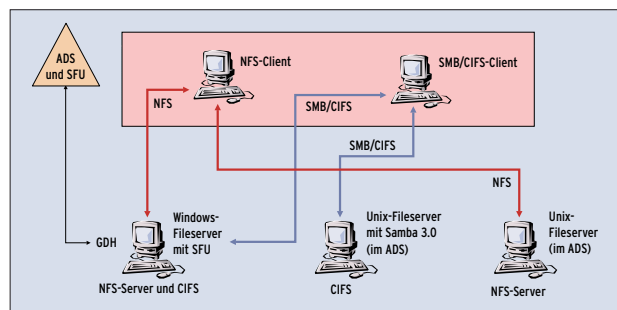 ADS
und SFU
NFS-Client
SMB/CIFS-Client
NFS
SMB/CIFS
SMB/CIFS
NFS
GDH
Windows-
Fileserver
mit SFU
Unix-Fileserver
mit Samba 3.0
(im ADS)
Unix-
Fileserver
(im ADS)
NFS-Server und CIFS
CIFS
NFS-Server